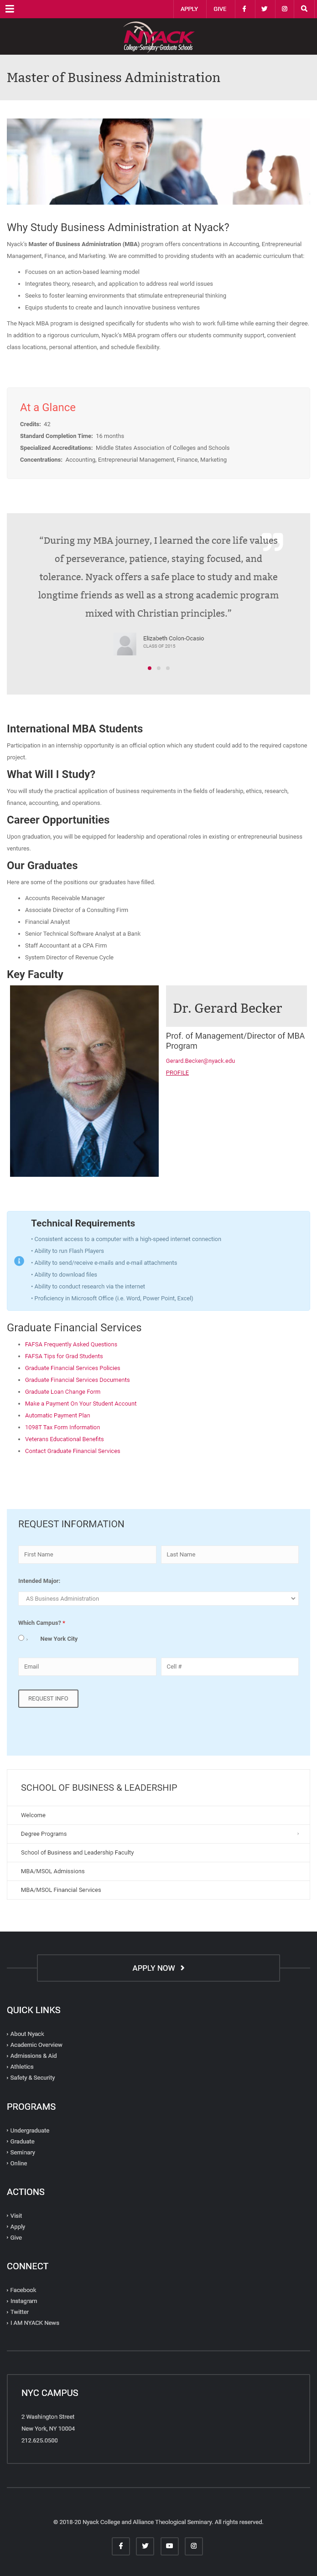 APPLY GIVE
NYACK
College·Seminary·Graduate Schools
Master of Business Administration
Why Study Business Administration at Nyack?
Nyack's Master of Business Administration (MBA) program offers concentrations in Accounting, Entrepreneurial
Management, Finance, and Marketing. We are committed to providing students with an academic curriculum that:
Focuses on an action-based learning model
Integrates theory, research, and application to address real world issues
Seeks to foster learning environments that stimulate entrepreneurial thinking
Equips students to create and launch innovative business ventures
The Nyack MBA program is designed specifically for students who wish to work full-time while earning their degree.
In addition to a rigorous curriculum, Nyack's MBA program offers our students community support, convenient
class locations, personal attention, and schedule flexibility.
At a Glance
Credits: 42
Standard Completion Time: 16 months
Specialized Accreditations: Middle States Association of Colleges and Schools
Concentrations: Accounting, Entrepreneurial Management, Finance, Marketing
“During my MBA journey, I learned the core life values
of perseverance, patience, staying focused, and
tolerance. Nyack offers a safe place to study and make
longtime friends as well as a strong academic program
mixed with Christian principles.”
Elizabeth Colon-Ocasio
CLASS OF 2015
International MBA Students
Participation in an internship opportunity is an official option which any student could add to the required capstone
project.
What Will I Study?
You will study the practical application of business requirements in the fields of leadership, ethics, research,
finance, accounting, and operations.
Career Opportunities
Upon graduation, you will be equipped for leadership and operational roles in existing or entrepreneurial business
ventures.
Our Graduates
Here are some of the positions our graduates have filled:
Accounts Receivable Manager
Associate Director of a Consulting Firm
Financial Analyst
Senior Technical Software Analyst at a Bank
Staff Accountant at a CPA Firm
System Director of Revenue Cycle
Key Faculty
Dr. Gerard Becker
Prof. of Management/Director of MBA
Program
Gerard.Becker@nyack.edu
PROFILE
Technical Requirements
• Consistent access to a computer with a high-speed internet connection
• Ability to run Flash Players
• Ability to send/receive e-mails and e-mail attachments
• Ability to download files
• Ability to conduct research via the internet
• Proficiency in Microsoft Office (i.e. Word, Power Point, Excel)
Graduate Financial Services
FAFSA Frequently Asked Questions
FAFSA Tips for Grad Students
Graduate Financial Services Policies
Graduate Financial Services Documents
Graduate Loan Change Form
Make a Payment On Your Student Account
Automatic Payment Plan
1098T Tax Form Information
Veterans Educational Benefits
Contact Graduate Financial Services
REQUEST INFORMATION
First Name Last Name
Intended Major:
AS Business Administration
Which Campus? *
New York City
Email Cell #
REQUEST INFO
SCHOOL OF BUSINESS & LEADERSHIP
Welcome
Degree Programs
School of Business and Leadership Faculty
MBA/MSOL Admissions
MBA/MSOL Financial Services
APPLY NOW
QUICK LINKS
About Nyack
Academic Overview
Admissions & Aid
Athletics
Safety & Security
PROGRAMS
Undergraduate
Graduate
Seminary
Online
ACTIONS
Visit
Apply
Give
CONNECT
Facebook
Instagram
Twitter
I AM NYACK News
NYC CAMPUS
2 Washington Street
New York, NY 10004
212.625.0500
© 2018-20 Nyack College and Alliance Theological Seminary. All rights reserved.